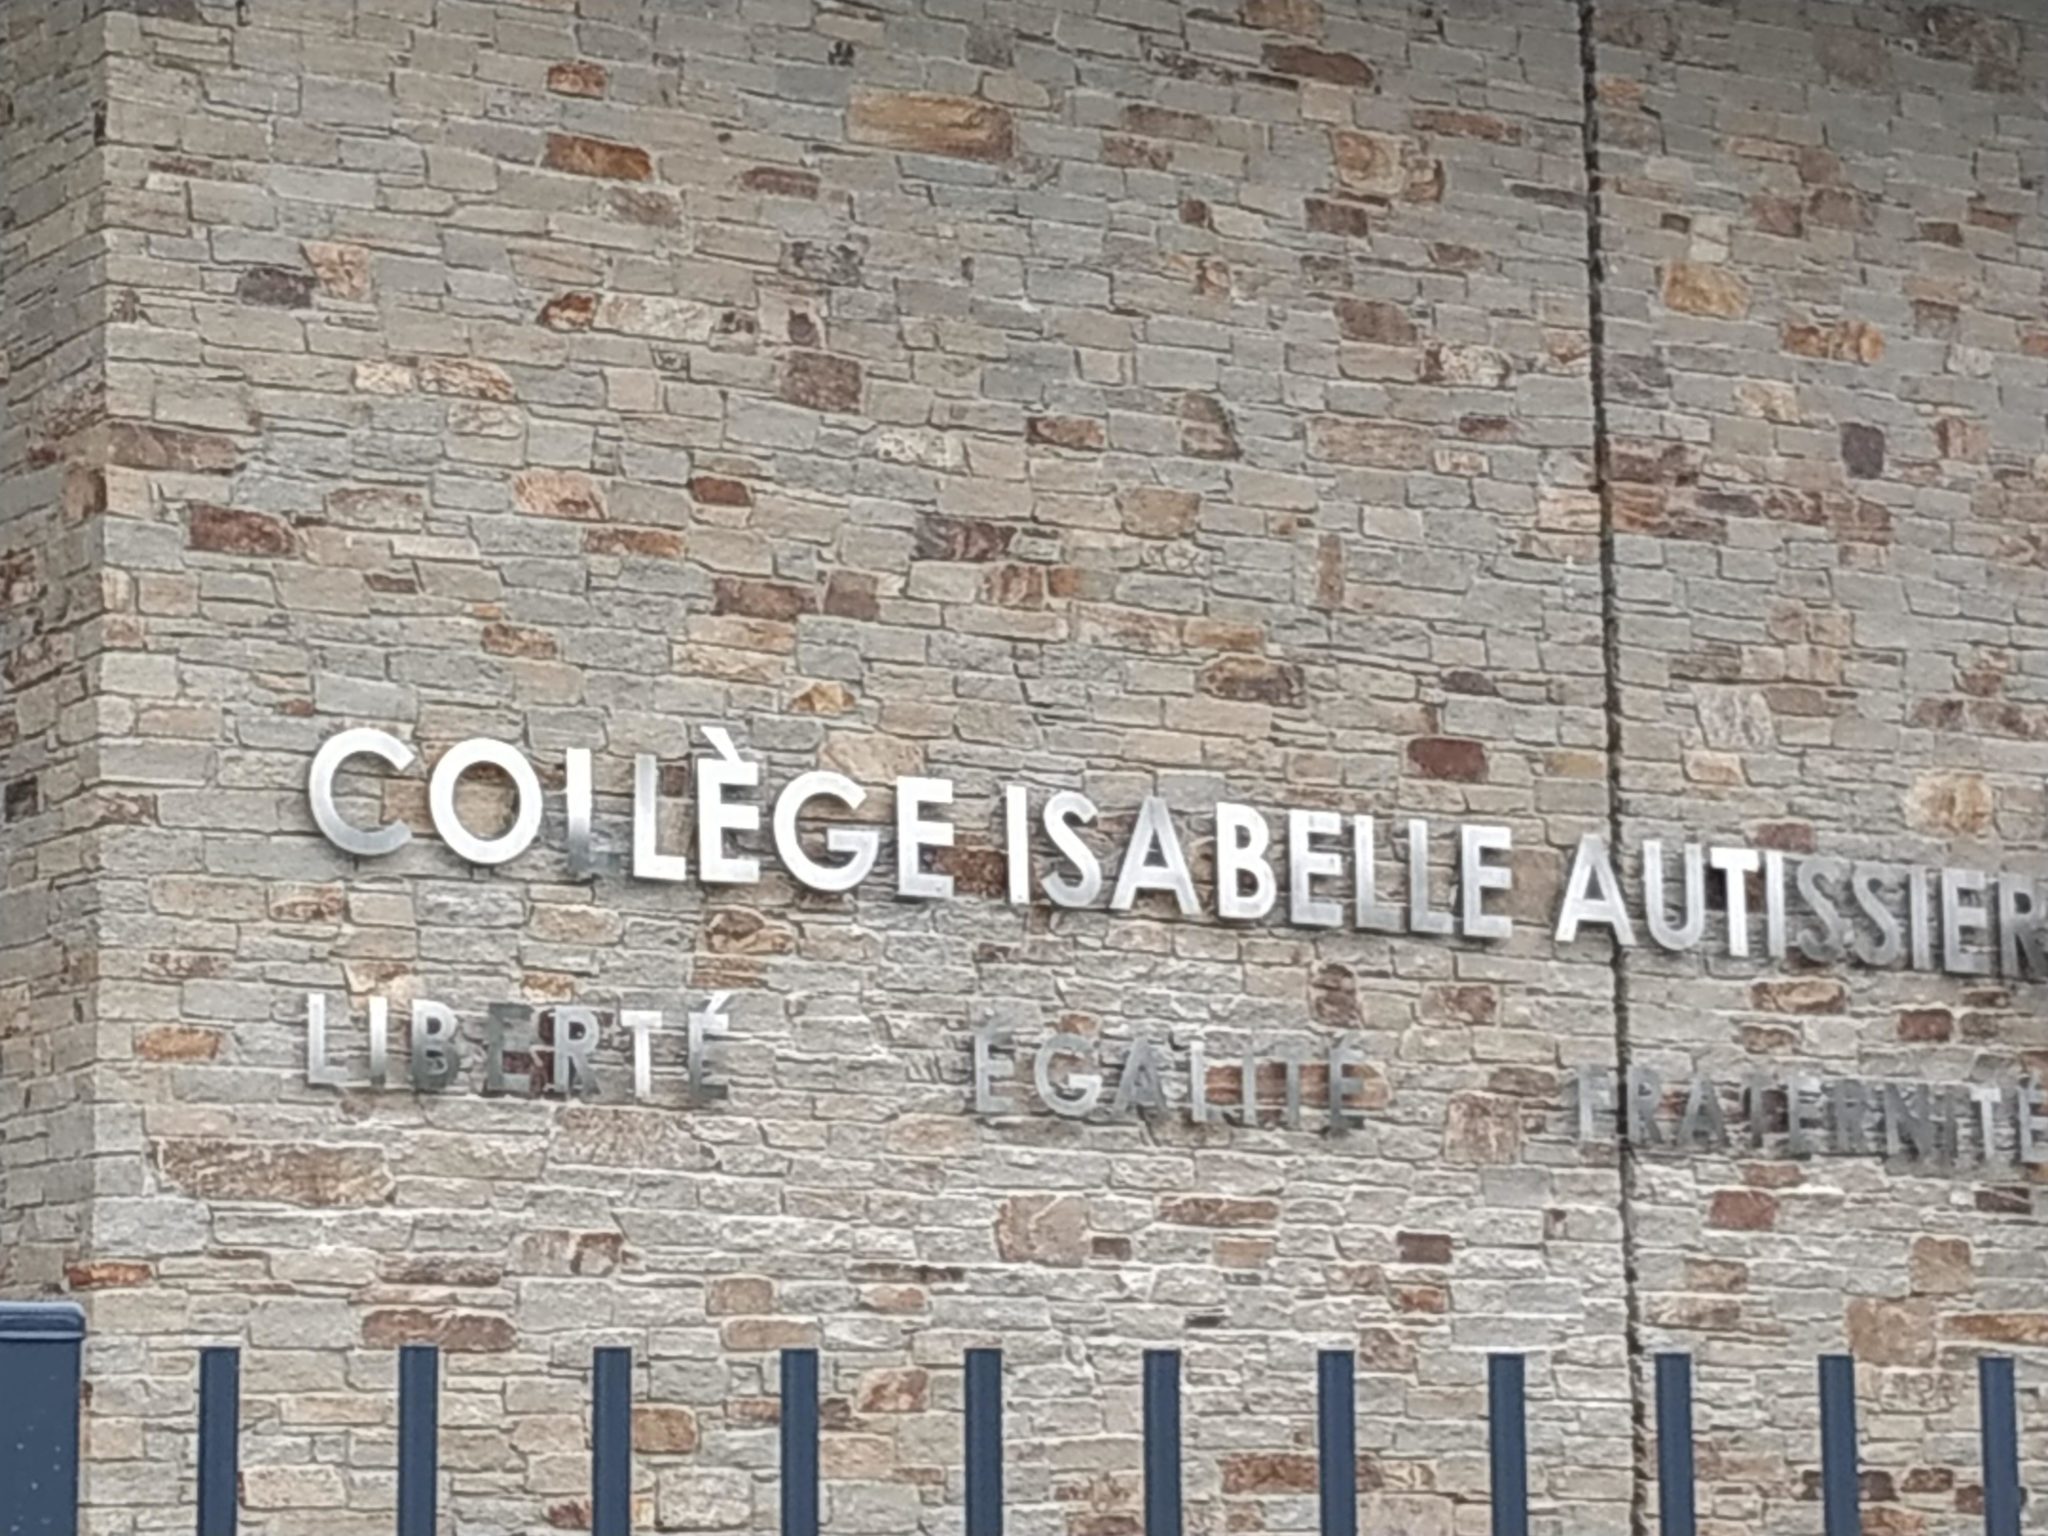 COLLÈGE ISABELLE AUTISSIER
LIBERTÉ ÉGALITÉ FRATERNITÉ